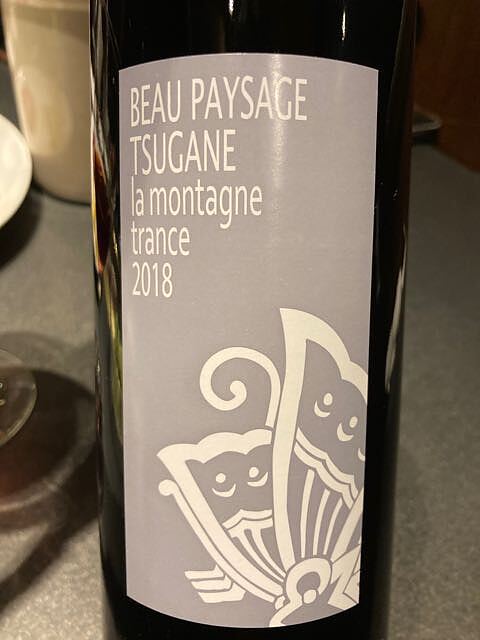 BEAU PAYSAGE
TSUGANE
la montagne
trance
2018